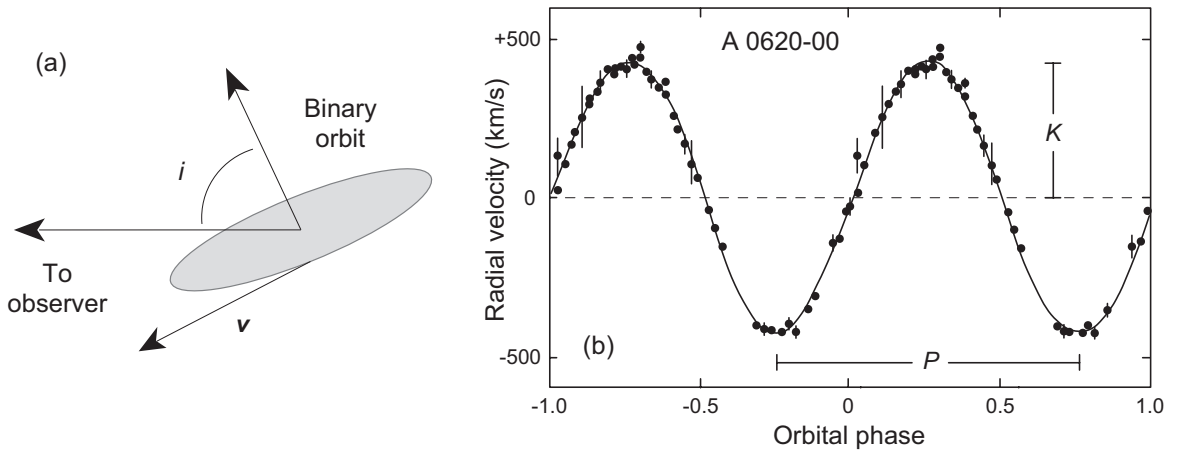 (a)
Binary
orbit
i
To
observer
v
A 0620-00
Radial velocity (km/s)
+500
0
-500
K
(b)
P
-1.0
-0.5
0
0.5
1.0
Orbital phase